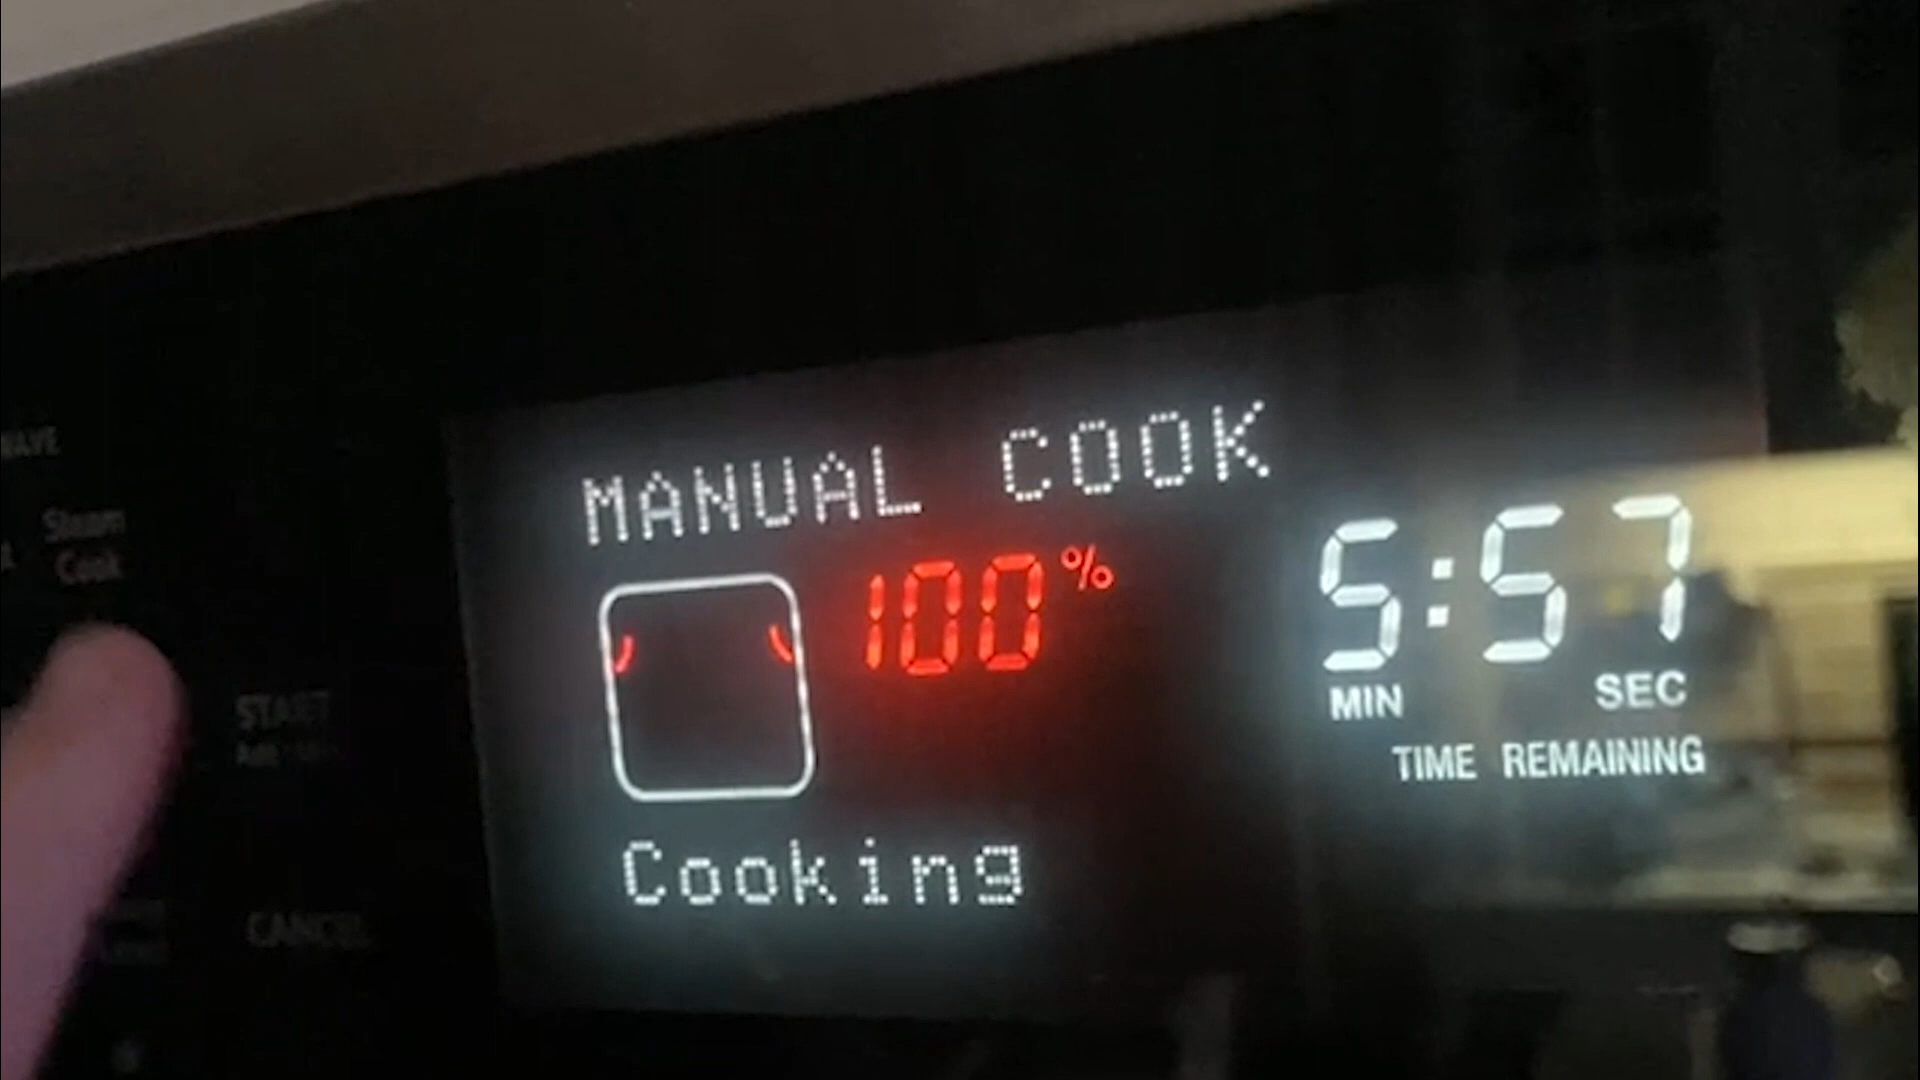 MANUAL COOK
100%
5:57
MIN SEC
TIME REMAINING
Cooking
Steam
Cook
START
CANCEL